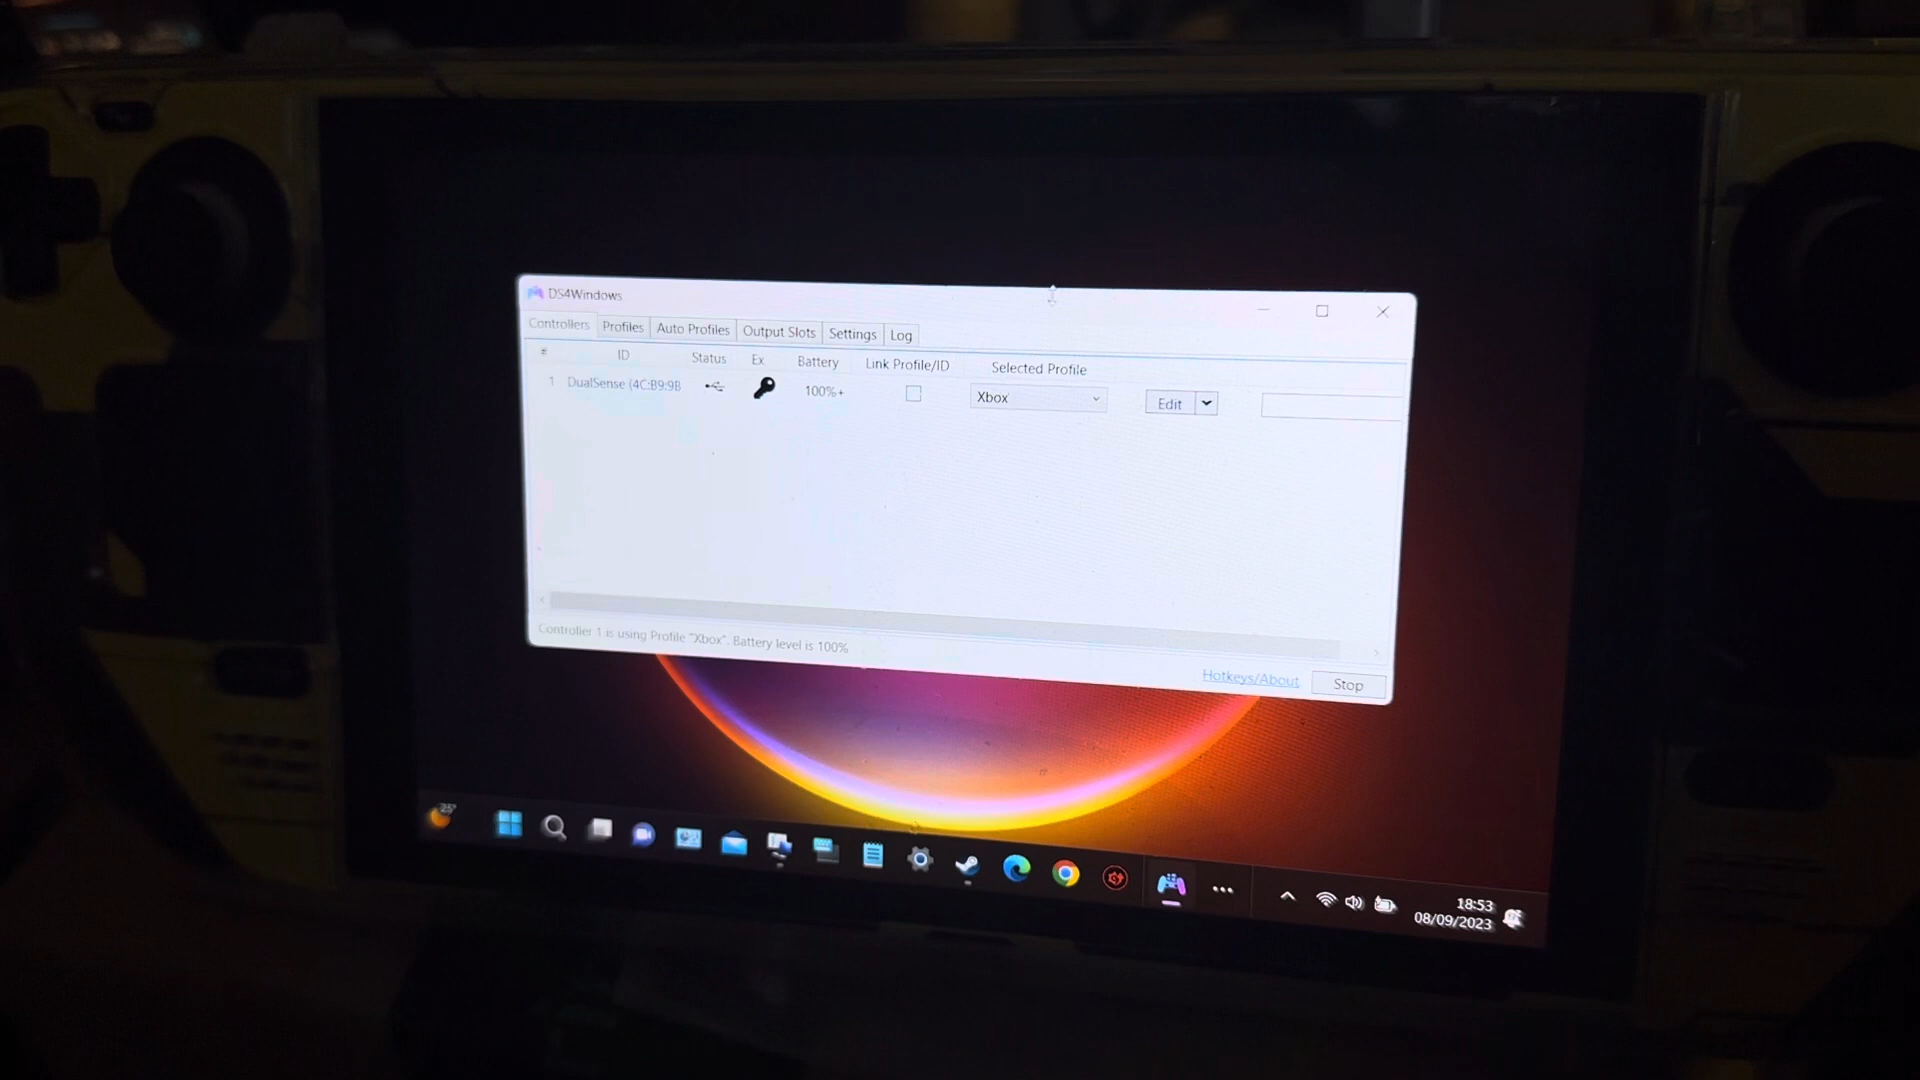 DS4Windows
Controllers Profiles Auto Profiles Output Slots Settings Log
# ID Status Ex Battery Link Profile/ID Selected Profile
1 DualSense (4C:B9:9B 100%+ Xbox Edit
Controller 1 is using Profile "Xbox". Battery level is 100%
Hotkeys/About Stop
25°
18:53
08/09/2023